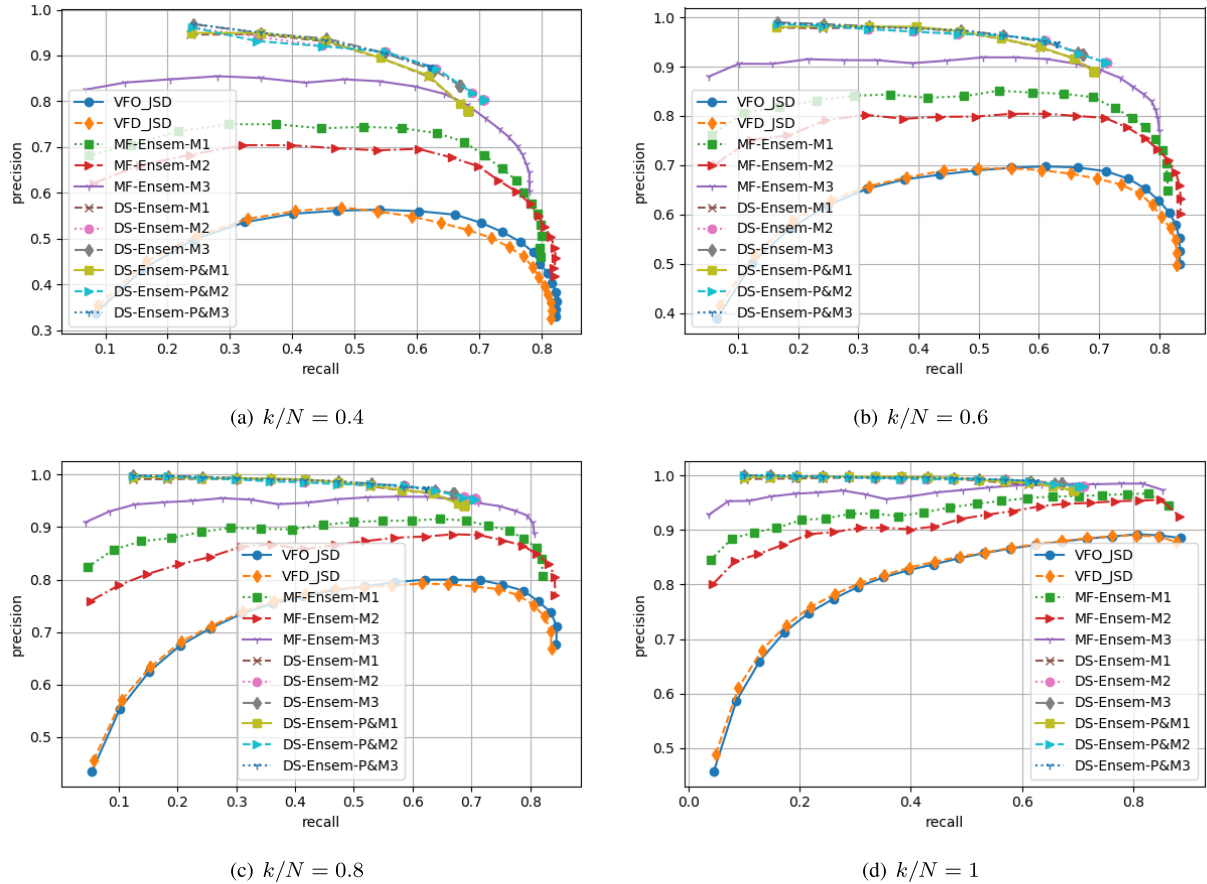 1.0
0.9
0.8
0.7
0.6
0.5
0.4
0.3
precision
VFO_JSD
VFD_JSD
MF-Ensem-M1
MF-Ensem-M2
MF-Ensem-M3
DS-Ensem-M1
DS-Ensem-M2
DS-Ensem-M3
DS-Ensem-P&M1
DS-Ensem-P&M2
DS-Ensem-P&M3
0.1 0.2 0.3 0.4 0.5 0.6 0.7 0.8
recall
(a) k/N = 0.4
1.0
0.9
0.8
0.7
0.6
0.5
0.4
precision
VFO_JSD
VFD_JSD
MF-Ensem-M1
MF-Ensem-M2
MF-Ensem-M3
DS-Ensem-M1
DS-Ensem-M2
DS-Ensem-M3
DS-Ensem-P&M1
DS-Ensem-P&M2
DS-Ensem-P&M3
0.1 0.2 0.3 0.4 0.5 0.6 0.7 0.8
recall
(b) k/N = 0.6
1.0
0.9
0.8
0.7
0.6
0.5
precision
VFO_JSD
VFD_JSD
MF-Ensem-M1
MF-Ensem-M2
MF-Ensem-M3
DS-Ensem-M1
DS-Ensem-M2
DS-Ensem-M3
DS-Ensem-P&M1
DS-Ensem-P&M2
DS-Ensem-P&M3
0.1 0.2 0.3 0.4 0.5 0.6 0.7 0.8
recall
(c) k/N = 0.8
1.0
0.9
0.8
0.7
0.6
0.5
precision
VFO_JSD
VFD_JSD
MF-Ensem-M1
MF-Ensem-M2
MF-Ensem-M3
DS-Ensem-M1
DS-Ensem-M2
DS-Ensem-M3
DS-Ensem-P&M1
DS-Ensem-P&M2
DS-Ensem-P&M3
0.0 0.2 0.4 0.6 0.8
recall
(d) k/N = 1